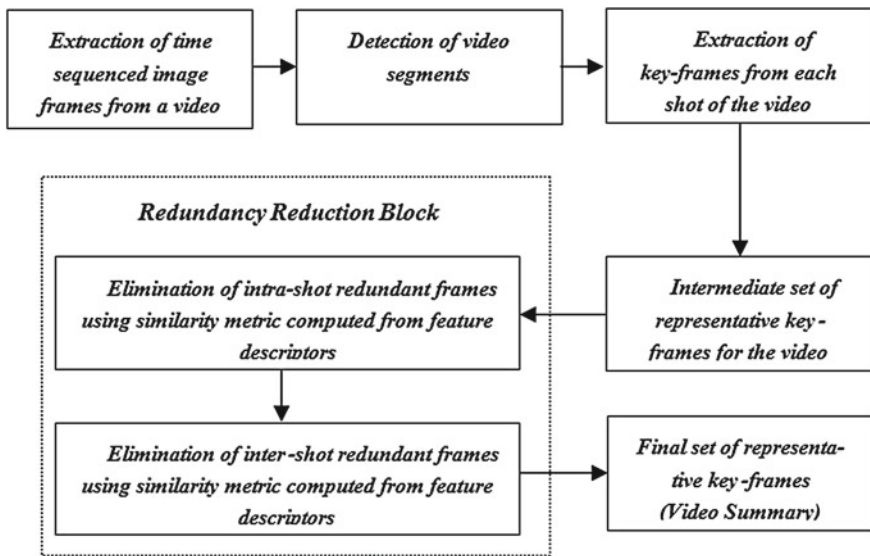 Extraction of time
sequenced image
frames from a video
Detection of video
segments
Extraction of
key-frames from each
shot of the video
Redundancy Reduction Block
Elimination of intra-shot redundant frames
using similarity metric computed from feature
descriptors
Intermediate set of
representative key-
frames for the video
Elimination of inter-shot redundant frames
using similarity metric computed from feature
descriptors
Final set of representa-
tive key-frames
(Video Summary)